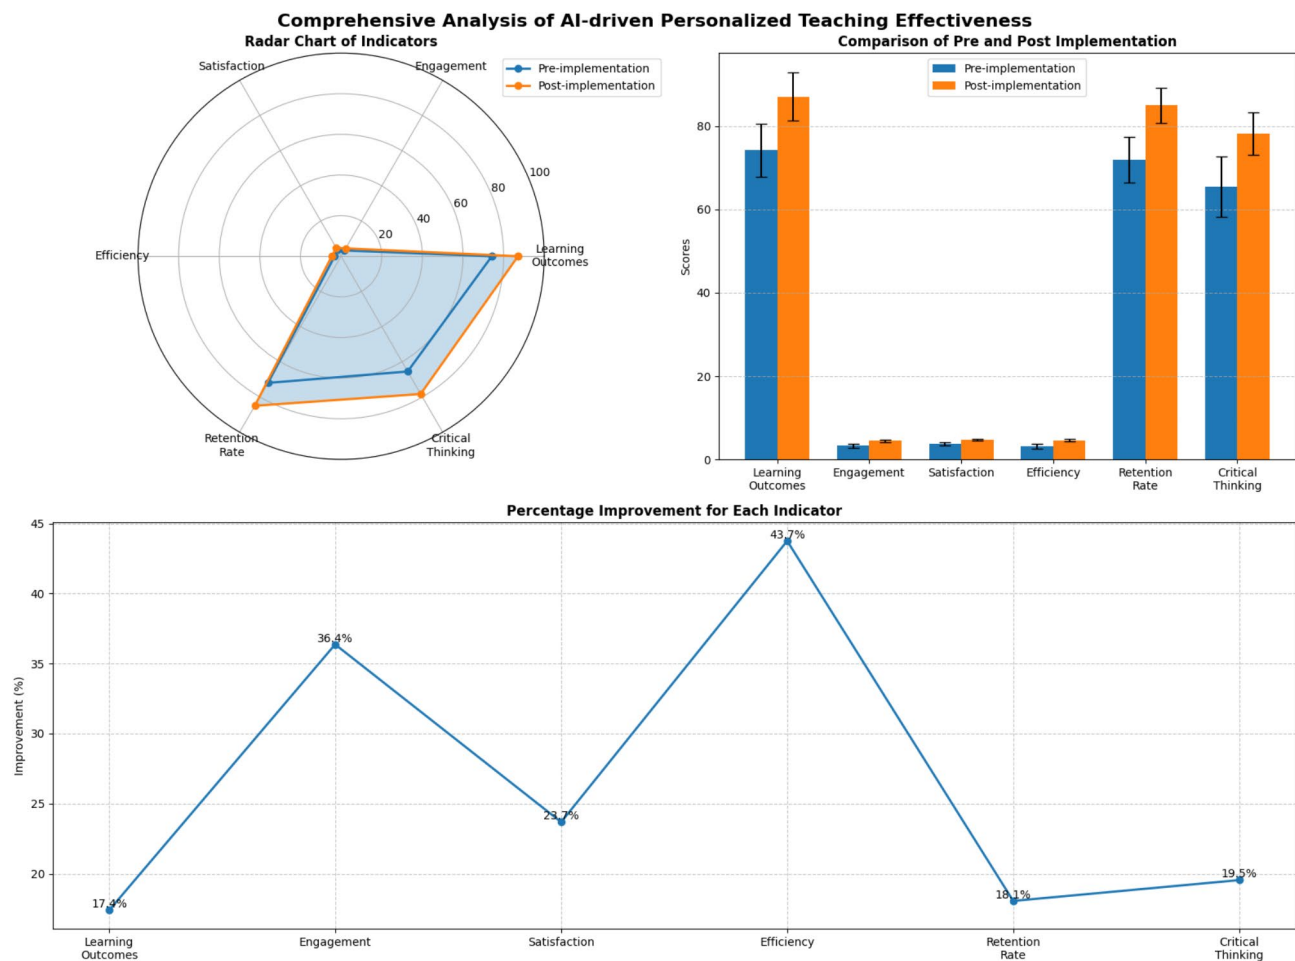 Comprehensive Analysis of AI-driven Personalized Teaching Effectiveness
Radar Chart of Indicators
Satisfaction
Engagement
Pre-implementation
Post-implementation
100
80
60
40
20
Efficiency
Learning
Outcomes
Retention
Rate
Critical
Thinking
Comparison of Pre and Post Implementation
Pre-implementation
Post-implementation
Scores
80
60
40
20
0
Learning
Outcomes
Engagement
Satisfaction
Efficiency
Retention
Rate
Critical
Thinking
Percentage Improvement for Each Indicator
Improvement (%)
45
40
35
30
25
20
17.4%
36.4%
23.7%
43.7%
18.1%
19.5%
Learning
Outcomes
Engagement
Satisfaction
Efficiency
Retention
Rate
Critical
Thinking